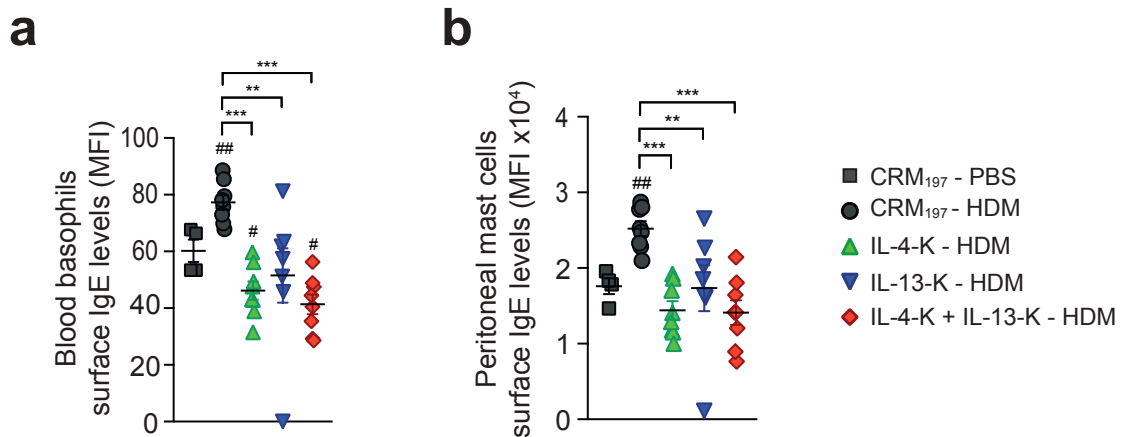 a
***
**
***
##
#
#
Blood basophils
surface IgE levels (MFI)
100
80
60
40
20
0
b
***
**
***
##
Peritoneal mast cells
surface IgE levels (MFI x10⁴)
4
3
2
1
0
CRM₁₉₇ - PBS
CRM₁₉₇ - HDM
IL-4-K - HDM
IL-13-K - HDM
IL-4-K + IL-13-K - HDM